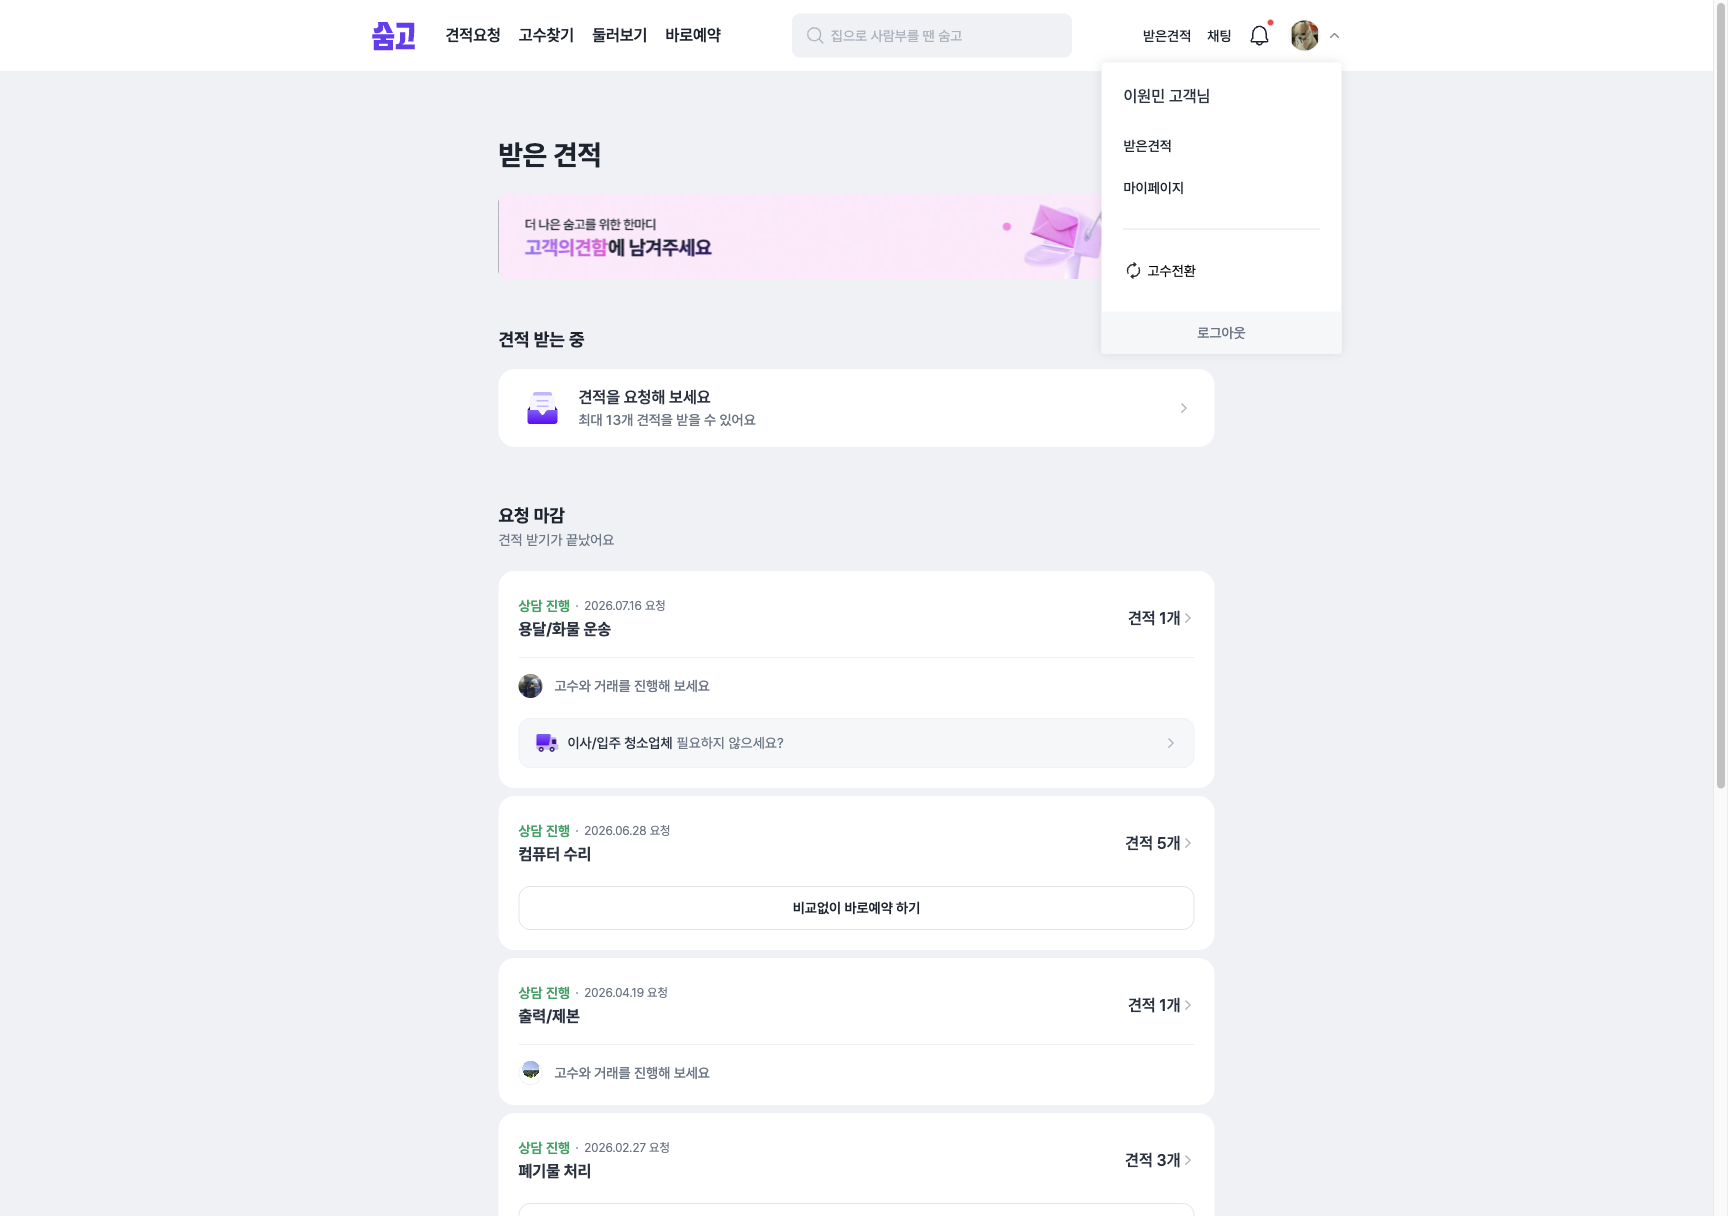 숨고
견적요청 고수찾기 둘러보기 바로예약
집으로 사람부를 땐 숨고
받은견적 채팅
이원민 고객님
받은견적
마이페이지
고수전환
로그아웃
받은 견적
더 나은 숨고를 위한 한마디
고객의견함에 남겨주세요
견적 받는 중
견적을 요청해 보세요
최대 13개 견적을 받을 수 있어요
요청 마감
견적 받기가 끝났어요
상담 진행 · 2026.07.16 요청
용달/화물 운송
견적 1개
고수와 거래를 진행해 보세요
이사/입주 청소업체 필요하지 않으세요?
상담 진행 · 2026.06.28 요청
컴퓨터 수리
견적 5개
비교없이 바로예약 하기
상담 진행 · 2026.04.19 요청
출력/제본
견적 1개
고수와 거래를 진행해 보세요
상담 진행 · 2026.02.27 요청
폐기물 처리
견적 3개